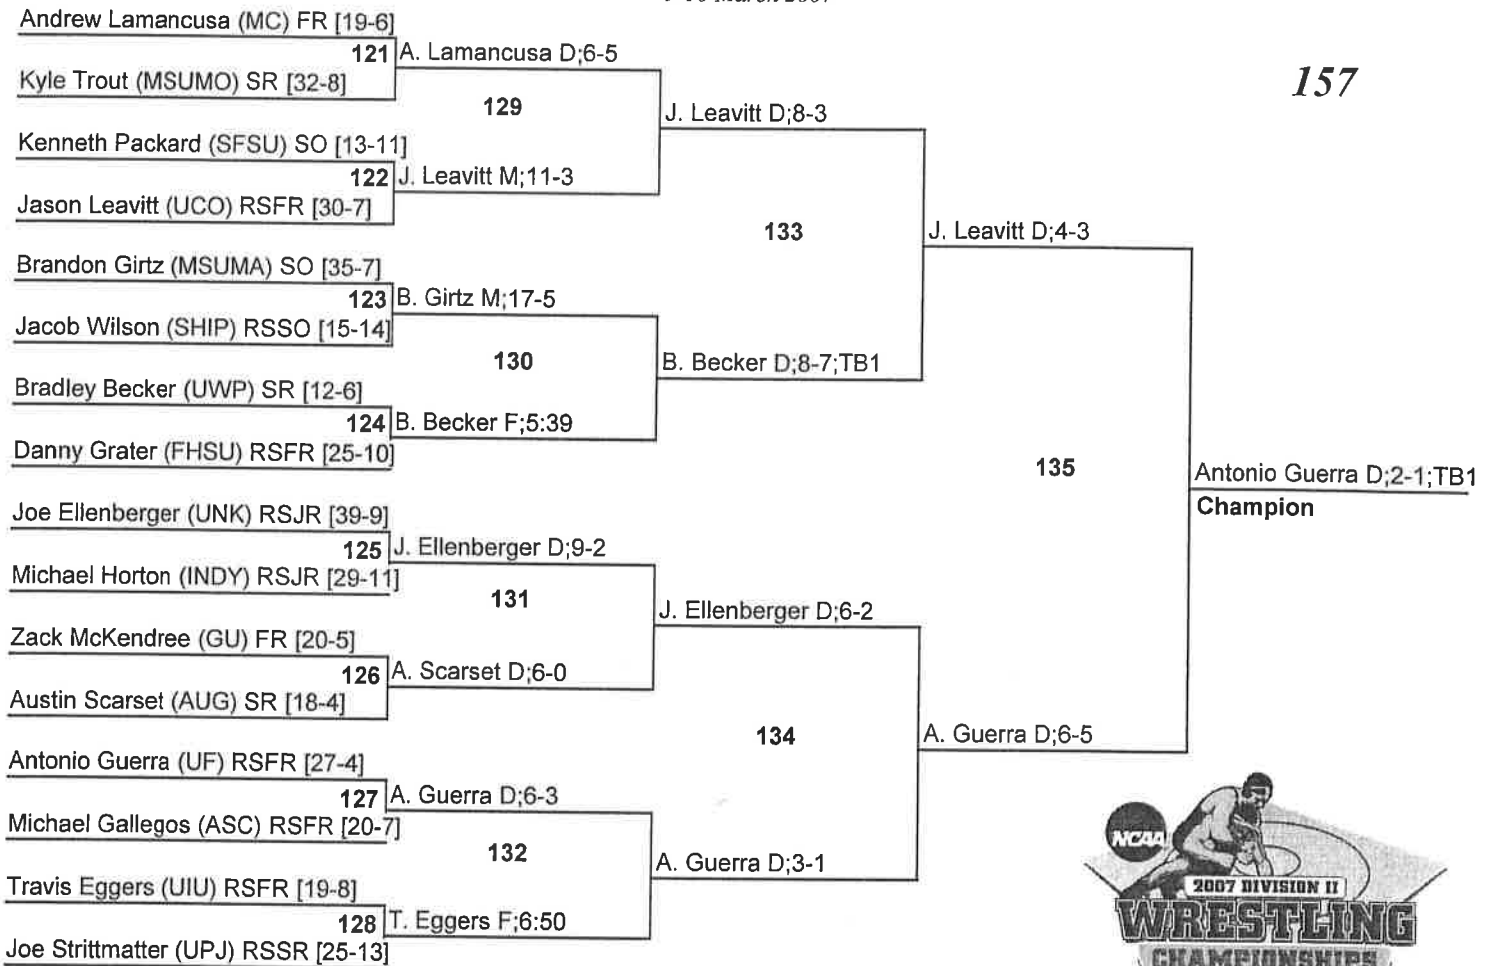 March 2007
157
Andrew Lamancusa (MC) FR [19-6]
121
A. Lamancusa D;6-5
Kyle Trout (MSUMO) SR [32-8]
129
J. Leavitt D;8-3
Kenneth Packard (SFSU) SO [13-11]
122
J. Leavitt M;11-3
Jason Leavitt (UCO) RSFR [30-7]
133
J. Leavitt D;4-3
Brandon Girtz (MSUMA) SO [35-7]
123
B. Girtz M;17-5
Jacob Wilson (SHIP) RSSO [15-14]
130
B. Becker D;8-7;TB1
Bradley Becker (UWP) SR [12-6]
124
B. Becker F;5:39
Danny Grater (FHSU) RSFR [25-10]
135
Antonio Guerra D;2-1;TB1
Champion
Joe Ellenberger (UNK) RSJR [39-9]
125
J. Ellenberger D;9-2
Michael Horton (INDY) RSJR [29-11]
131
J. Ellenberger D;6-2
Zack McKendree (GU) FR [20-5]
126
A. Scarset D;6-0
Austin Scarset (AUG) SR [18-4]
134
A. Guerra D;6-5
Antonio Guerra (UF) RSFR [27-4]
127
A. Guerra D;6-3
Michael Gallegos (ASC) RSFR [20-7]
132
A. Guerra D;3-1
Travis Eggers (UIU) RSFR [19-8]
128
T. Eggers F;6:50
Joe Strittmatter (UPJ) RSSR [25-13]
NCAA
2007 DIVISION II
WRESTLING
CHAMPIONSHIPS